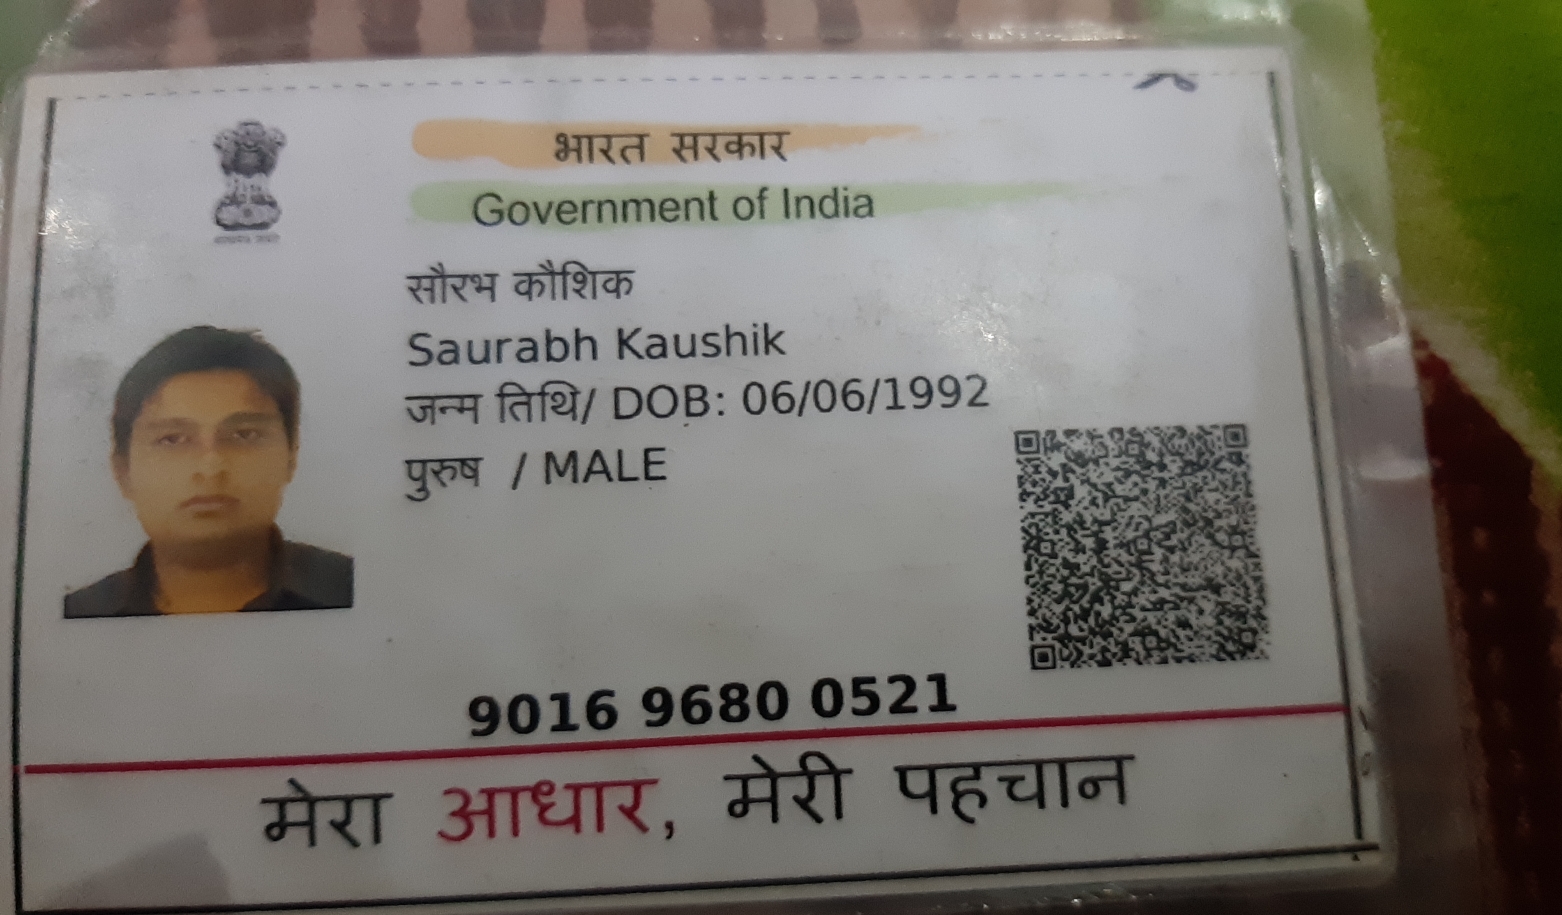 भारत सरकार
Government of India
सौरभ कौशिक
Saurabh Kaushik
जन्म तिथि/ DOB: 06/06/1992
पुरुष / MALE
9016 9680 0521
मेरा आधार, मेरी पहचान